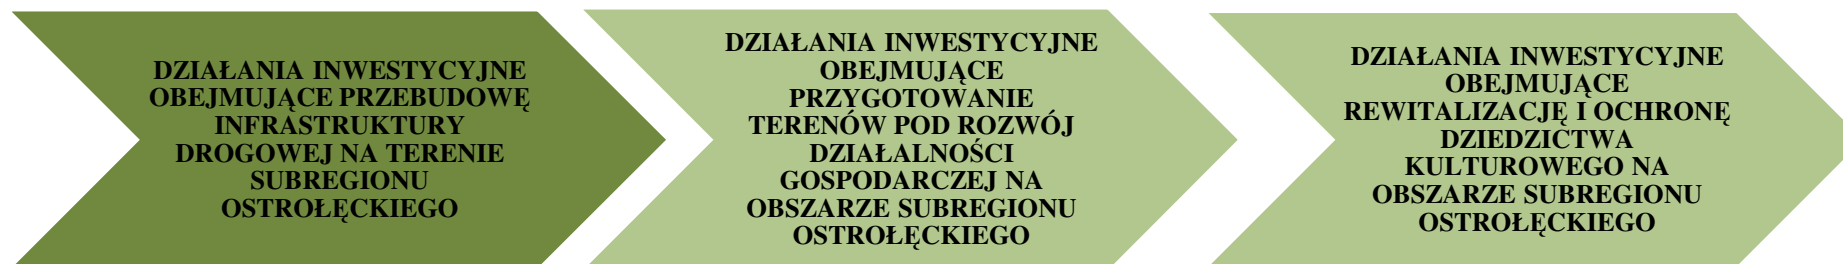 DZIAŁANIA INWESTYCYJNE
OBEJMUJĄCE PRZEBUDOWĘ
INFRASTRUKTURY
DROGOWEJ NA TERENIE
SUBREGIONU
OSTROŁĘCKIEGO
DZIAŁANIA INWESTYCYJNE
OBEJMUJĄCE
PRZYGOTOWANIE
TERENÓW POD ROZWÓJ
DZIAŁALNOŚCI
GOSPODARCZEJ NA
OBSZARZE SUBREGIONU
OSTROŁĘCKIEGO
DZIAŁANIA INWESTYCYJNE
OBEJMUJĄCE
REWITALIZACJĘ I OCHRONĘ
DZIEDZICTWA
KULTUROWEGO NA
OBSZARZE SUBREGIONU
OSTROŁĘCKIEGO